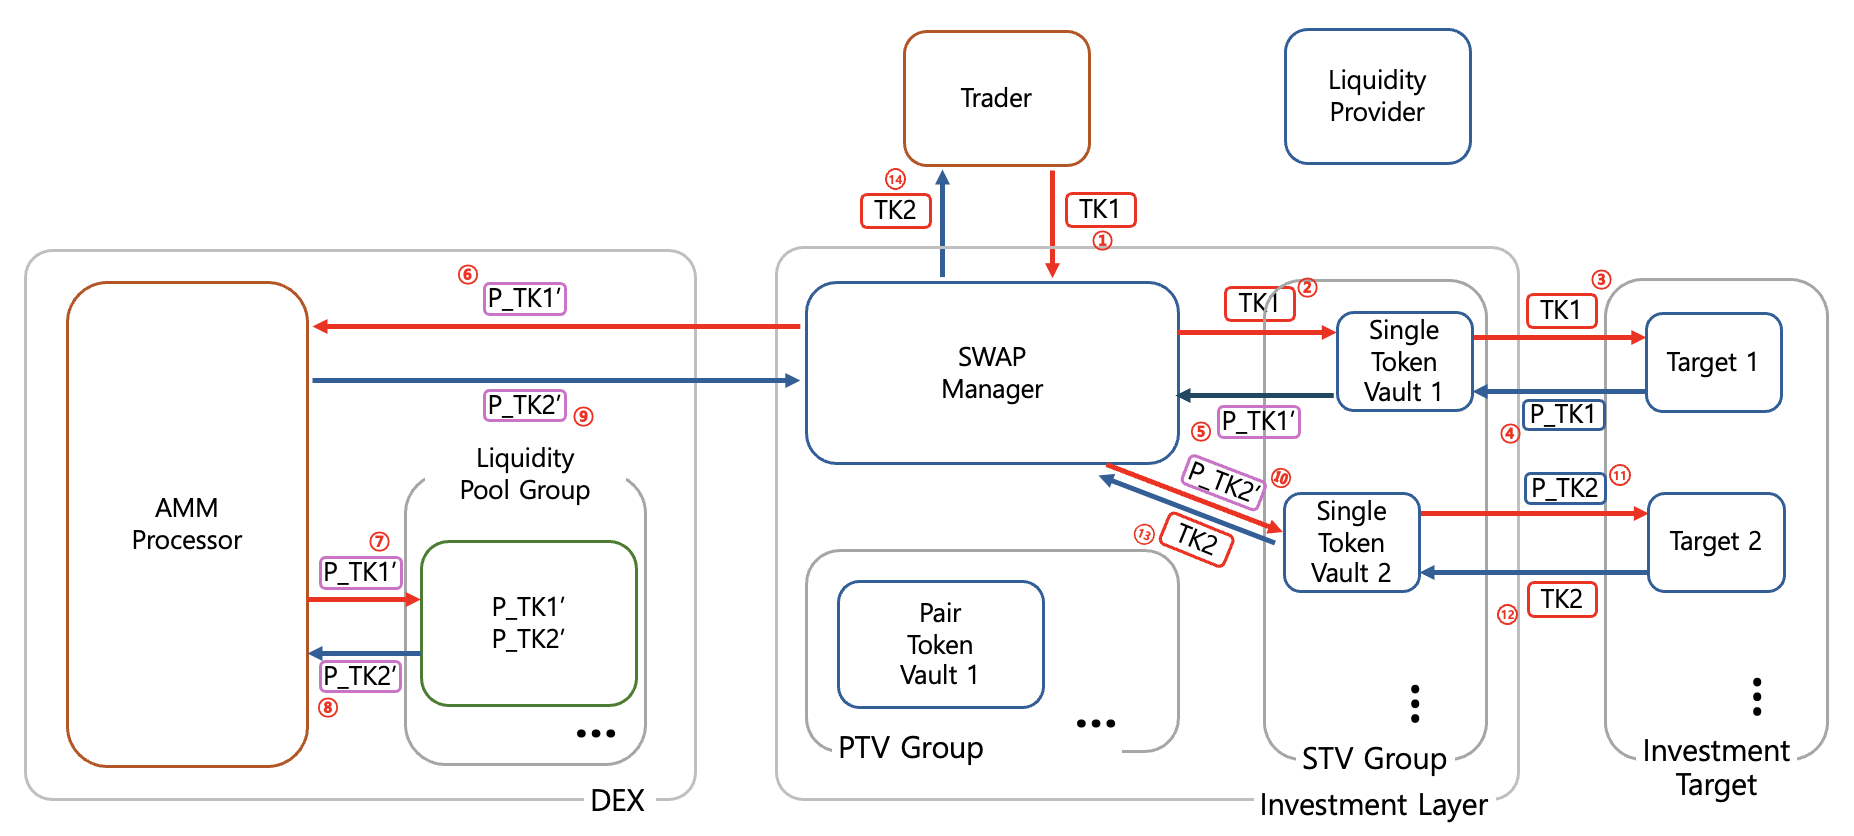 Trader
Liquidity
Provider
⑭
TK2
TK1
①
⑥
P_TK1′
P_TK2′
⑨
AMM
Processor
Liquidity
Pool Group
⑦
P_TK1′
P_TK1′
P_TK2′
P_TK2′
⑧
DEX
SWAP
Manager
TK1
②
Single
Token
Vault 1
③
TK1
Target 1
P_TK1′
⑤
P_TK1
④
P_TK2′
⑩
Single
Token
Vault 2
P_TK2
⑪
Target 2
⑬
TK2
TK2
⑫
Pair
Token
Vault 1
PTV Group
STV Group
Investment Layer
Investment
Target